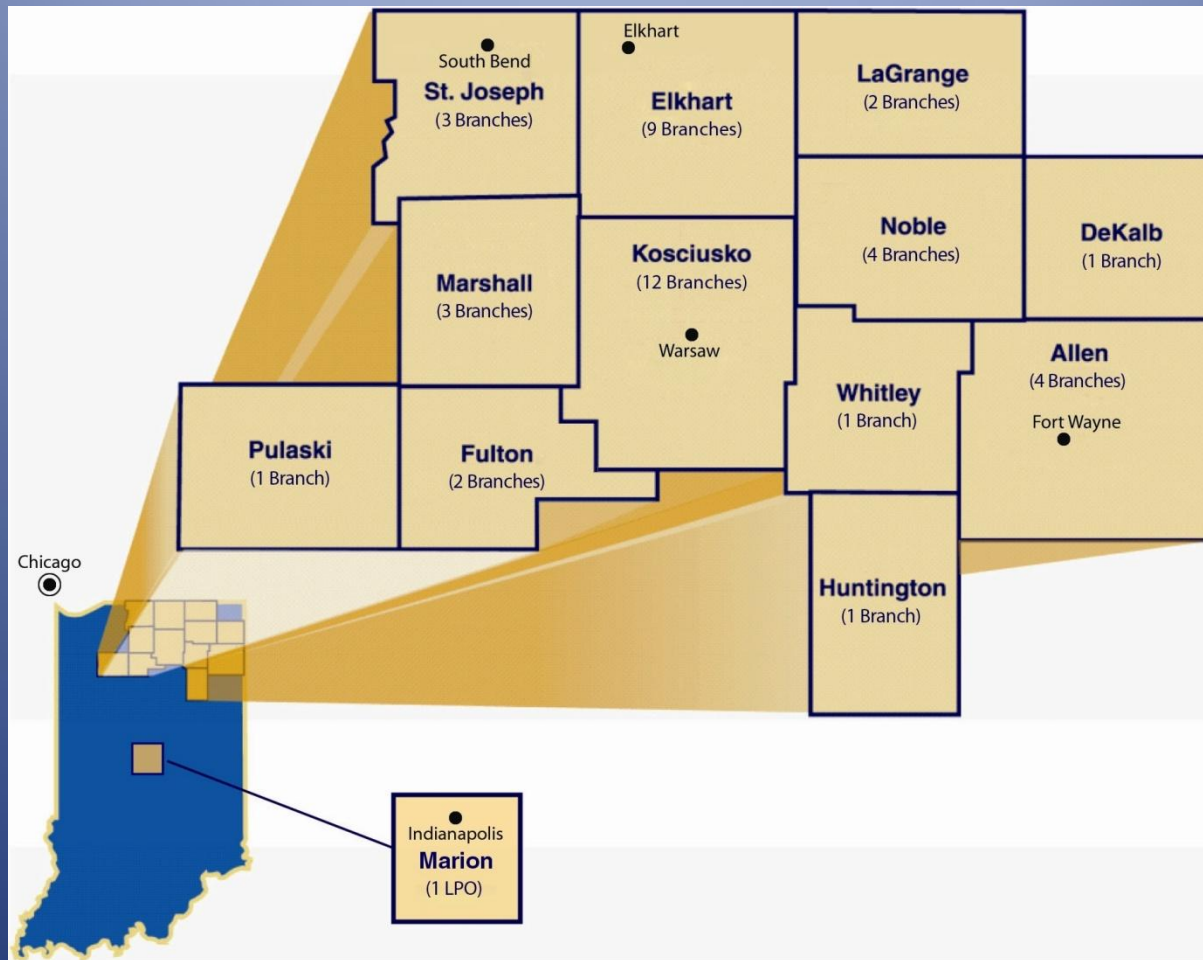 South Bend
St. Joseph
(3 Branches)
Elkhart
Elkhart
(9 Branches)
LaGrange
(2 Branches)
Noble
(4 Branches)
DeKalb
(1 Branch)
Marshall
(3 Branches)
Kosciusko
(12 Branches)
Warsaw
Whitley
(1 Branch)
Allen
(4 Branches)
Fort Wayne
Pulaski
(1 Branch)
Fulton
(2 Branches)
Huntington
(1 Branch)
Chicago
Indianapolis
Marion
(1 LPO)